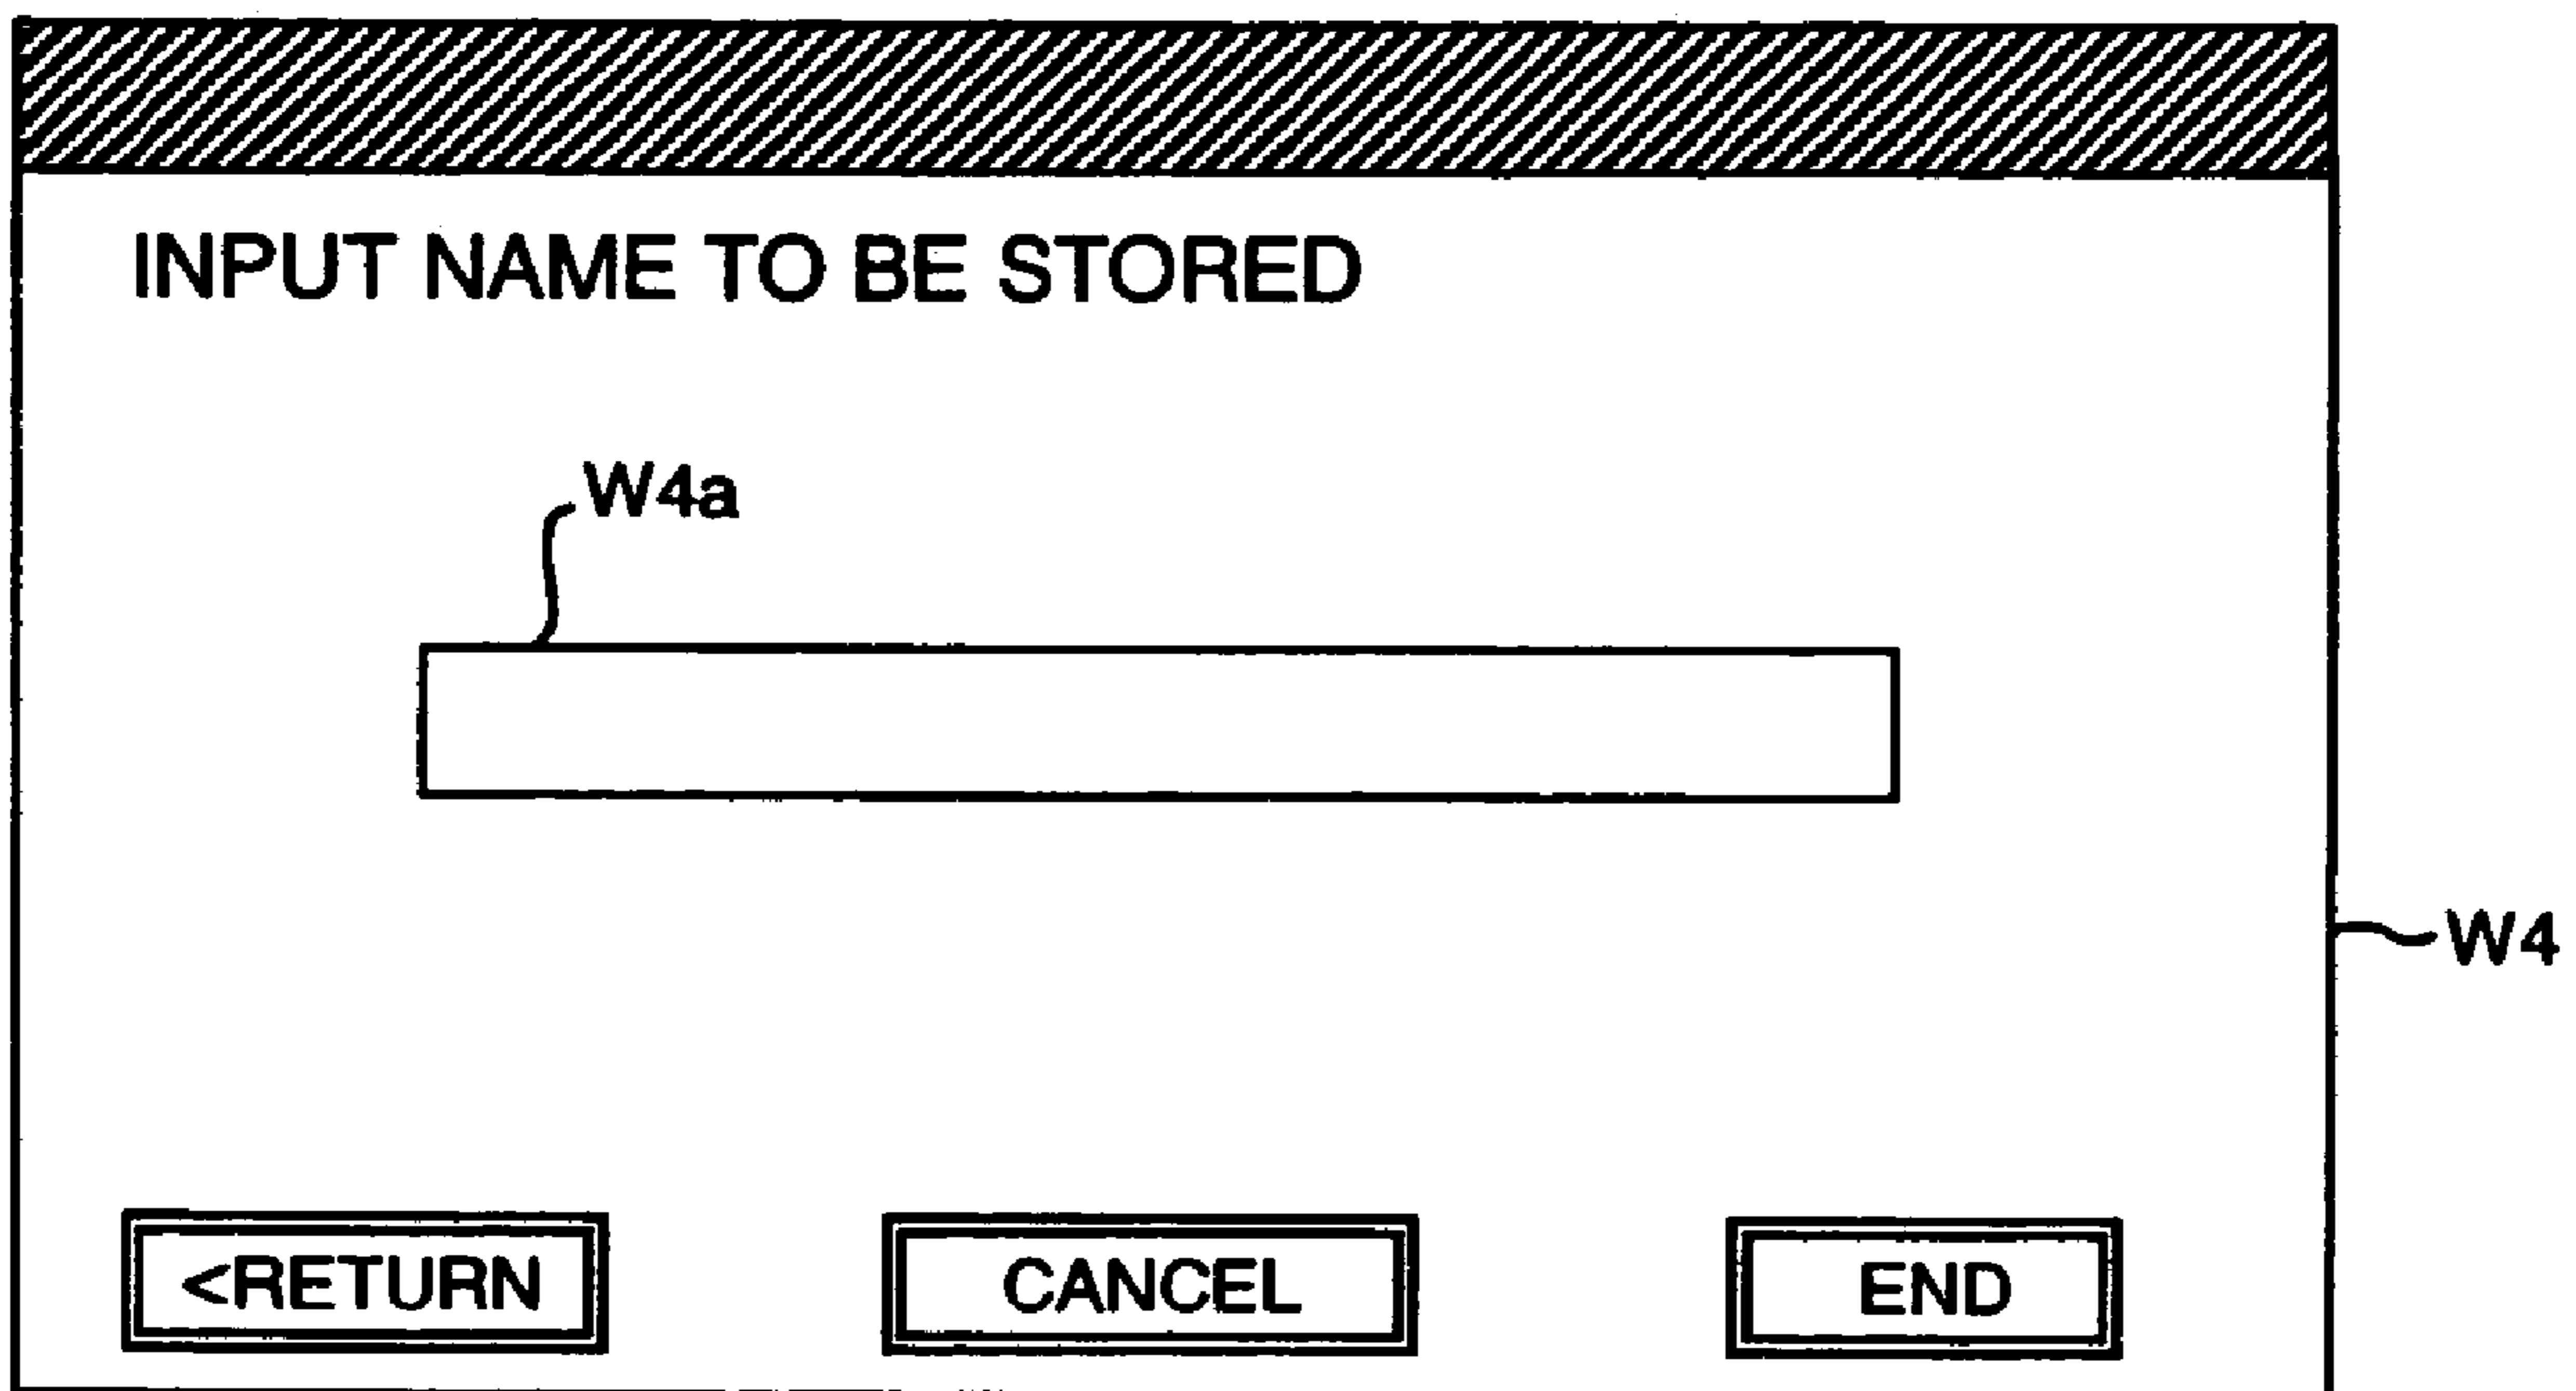 INPUT NAME TO BE STORED
W4a
W4
<RETURN
CANCEL
END